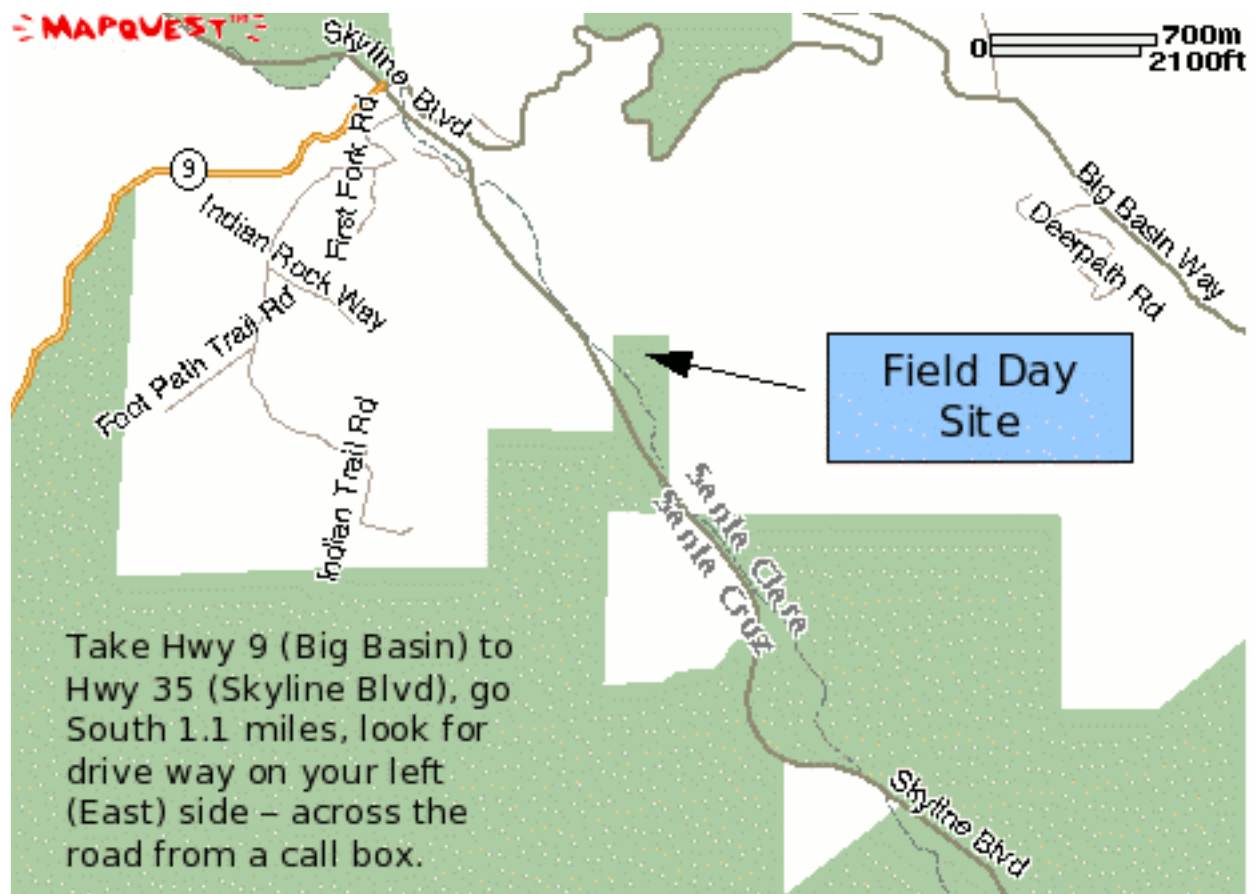 MAPQUEST™
Skyline Blvd
0 700m
2100ft
9
First Fork Rd
Indian Rock Way
Foot Path Trail Rd
Indian Trail Rd
Big Basin Way
Deerpath Rd
Field Day
Site
Santa Clara
Santa Cruz
Take Hwy 9 (Big Basin) to
Hwy 35 (Skyline Blvd), go
South 1.1 miles, look for
drive way on your left
(East) side – across the
road from a call box.
Skyline Blvd